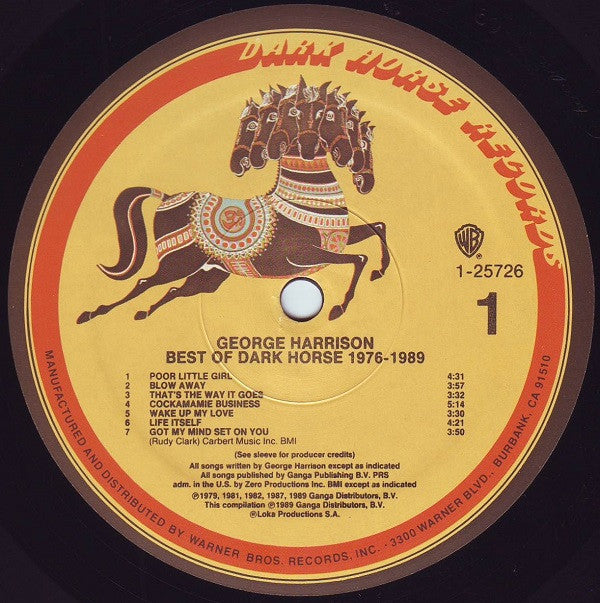 DARK HORSE RECORDS
WB
®
1-25726
1
GEORGE HARRISON
BEST OF DARK HORSE 1976-1989
1 POOR LITTLE GIRL 4:31
2 BLOW AWAY 3:57
3 THAT'S THE WAY IT GOES 3:32
4 COCKAMAMIE BUSINESS 5:14
5 WAKE UP MY LOVE 3:30
6 LIFE ITSELF 4:21
7 GOT MY MIND SET ON YOU 3:50
(Rudy Clark) Carbert Music Inc. BMI
(See sleeve for producer credits)
All songs written by George Harrison except as indicated
All songs published by Ganga Publishing B.V. PRS
adm. in the U.S. by Zero Productions Inc. BMI except as indicated
℗1979, 1981, 1982, 1987, 1989 Ganga Distributors, B.V.
This compilation ℗1989 Ganga Distributors, B.V.
℗Loka Productions S.A.
MANUFACTURED AND DISTRIBUTED BY WARNER BROS. RECORDS, INC. • 3300 WARNER BLVD., BURBANK, CA 91510